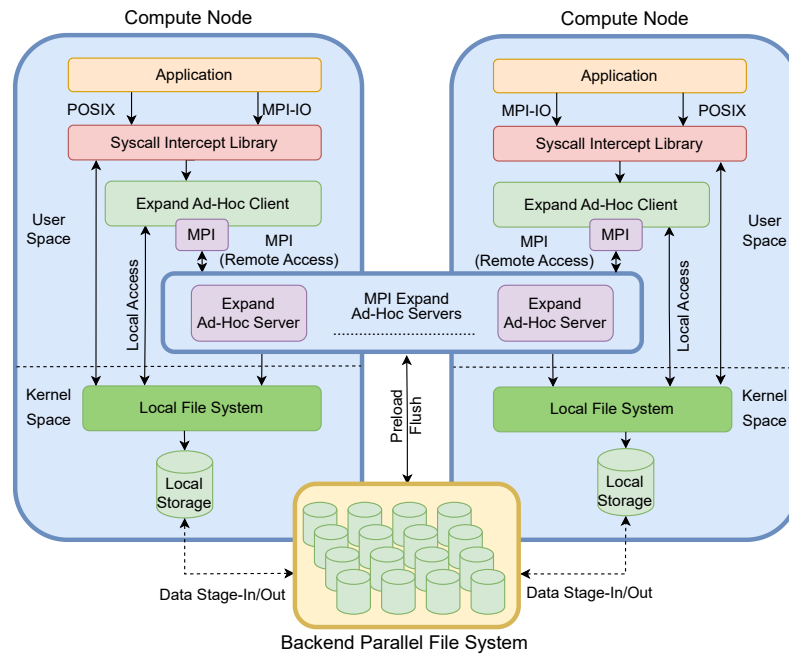 Compute Node
Compute Node
Application
Application
POSIX
MPI-IO
MPI-IO
POSIX
Syscall Intercept Library
Syscall Intercept Library
Expand Ad-Hoc Client
Expand Ad-Hoc Client
User
Space
MPI
MPI
(Remote Access)
Local Access
MPI
(Remote Access)
MPI
Local Access
User
Space
Expand
Ad-Hoc Server
MPI Expand
Ad-Hoc Servers
....................
Expand
Ad-Hoc Server
Kernel
Space
Local File System
Preload
Flush
Local File System
Kernel
Space
Local
Storage
Local
Storage
Data Stage-In/Out
Data Stage-In/Out
Backend Parallel File System